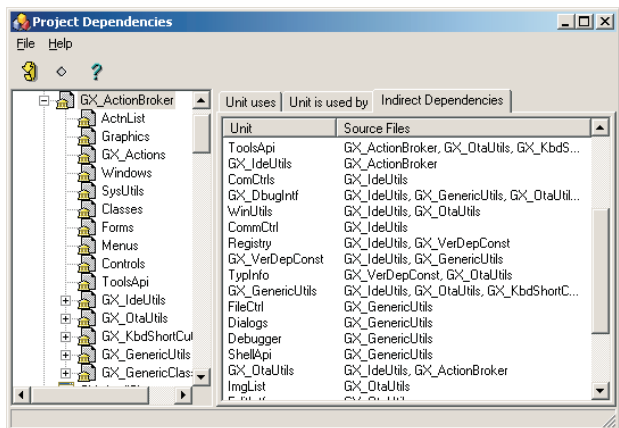 Project Dependencies
File Help
?
GX_ActionBroker
ActnList
Graphics
GX_Actions
Windows
SysUtils
Classes
Forms
Menus
Controls
ToolsApi
GX_IdeUtils
GX_OtaUtils
GX_KbdShortCut
GX_GenericUtils
GX_GenericClas
Unit uses Unit is used by Indirect Dependencies
Unit Source Files
ToolsApi GX_ActionBroker, GX_OtaUtils, GX_KbdS...
GX_IdeUtils GX_ActionBroker
ComCtrls GX_IdeUtils
GX_DbugIntf GX_IdeUtils, GX_GenericUtils, GX_OtaUtil...
WinUtils GX_IdeUtils, GX_OtaUtils
CommCtrl GX_IdeUtils
Registry GX_IdeUtils, GX_VerDepConst
GX_VerDepConst GX_IdeUtils, GX_GenericUtils
TypInfo GX_VerDepConst, GX_OtaUtils
GX_GenericUtils GX_IdeUtils, GX_OtaUtils, GX_KbdShortC...
FileCtrl GX_GenericUtils
Dialogs GX_GenericUtils
Debugger GX_GenericUtils
ShellApi GX_GenericUtils
GX_OtaUtils GX_IdeUtils, GX_ActionBroker
ImgList GX_OtaUtils